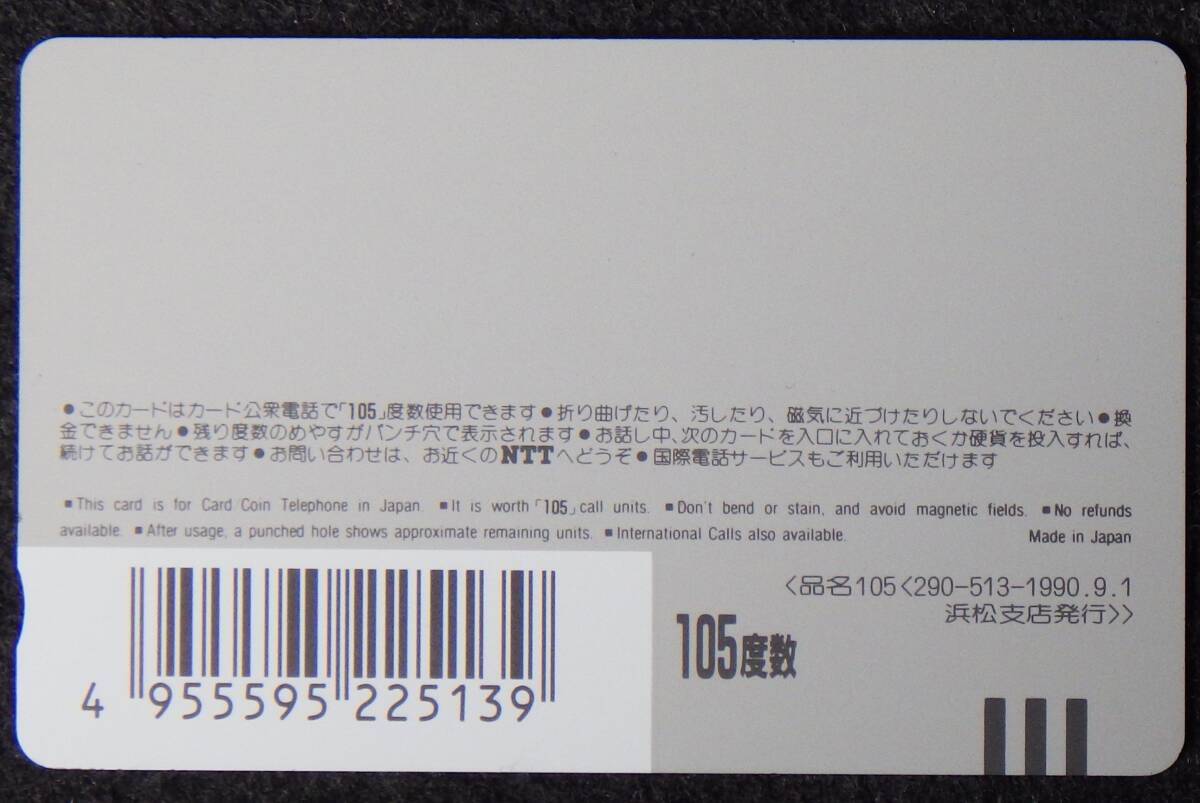 ●このカードはカード公衆電話で「105」度数使用できます●折り曲げたり、汚したり、磁気に近づけたりしないでください●換
金できません●残り度数のめやすがパンチ穴で表示されます●お話し中、次のカードを入口に入れておくか硬貨を投入すれば、
続けてお話ができます●お問い合わせは、お近くのNTTへどうぞ●国際電話サービスもご利用いただけます
■This card is for Card Coin Telephone in Japan. ■It is worth「105」call units. ■Don't bend or stain, and avoid magnetic fields. ■No refunds
available. ■After usage, a punched hole shows approximate remaining units. ■International Calls also available. Made in Japan
〈品名105〈290-513-1990.9.1
浜松支店発行〉〉
105度数
4 955595 225139